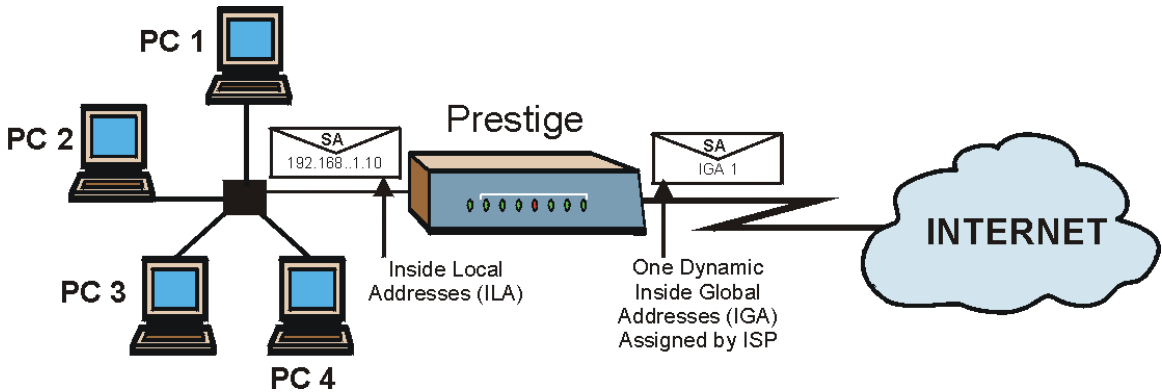 PC 1
PC 2
Prestige
SA
192.168..1.10
SA
IGA 1
INTERNET
PC 3
PC 4
Inside Local
Addresses (ILA)
One Dynamic
Inside Global
Addresses (IGA)
Assigned by ISP